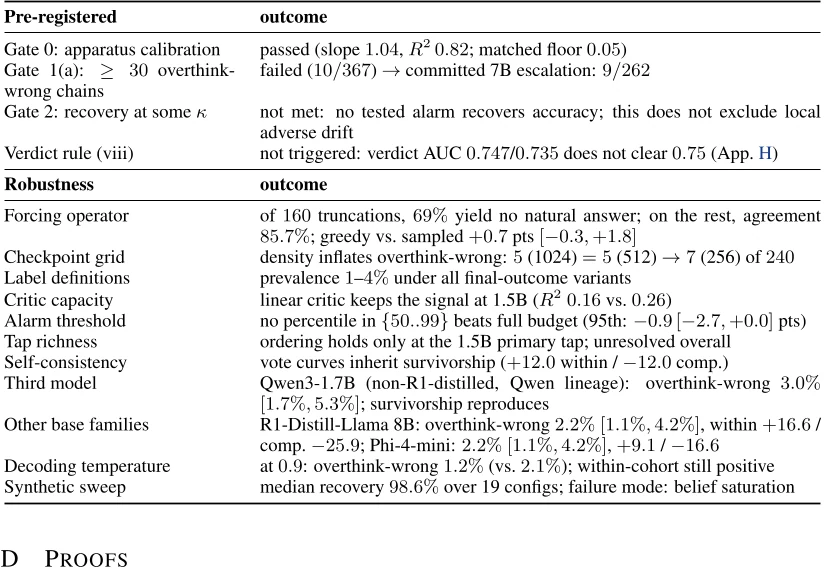 Pre-registered outcome
Gate 0: apparatus calibration passed (slope 1.04, R² 0.82; matched floor 0.05)
Gate 1(a): ≥ 30 overthink- failed (10/367) → committed 7B escalation: 9/262
wrong chains
Gate 2: recovery at some κ not met: no tested alarm recovers accuracy; this does not exclude local
adverse drift
Verdict rule (viii) not triggered: verdict AUC 0.747/0.735 does not clear 0.75 (App. H)
Robustness outcome
Forcing operator of 160 truncations, 69% yield no natural answer; on the rest, agreement
85.7%; greedy vs. sampled +0.7 pts [−0.3, +1.8]
Checkpoint grid density inflates overthink-wrong: 5 (1024) = 5 (512) → 7 (256) of 240
Label definitions prevalence 1–4% under all final-outcome variants
Critic capacity linear critic keeps the signal at 1.5B (R² 0.16 vs. 0.26)
Alarm threshold no percentile in {50..99} beats full budget (95th: −0.9 [−2.7, +0.0] pts)
Tap richness ordering holds only at the 1.5B primary tap; unresolved overall
Self-consistency vote curves inherit survivorship (+12.0 within / −12.0 comp.)
Third model Qwen3-1.7B (non-R1-distilled, Qwen lineage): overthink-wrong 3.0%
[1.7%, 5.3%]; survivorship reproduces
Other base families R1-Distill-Llama 8B: overthink-wrong 2.2% [1.1%, 4.2%], within +16.6 /
comp. −25.9; Phi-4-mini: 2.2% [1.1%, 4.2%], +9.1 / −16.6
Decoding temperature at 0.9: overthink-wrong 1.2% (vs. 2.1%); within-cohort still positive
Synthetic sweep median recovery 98.6% over 19 configs; failure mode: belief saturation
D PROOFS